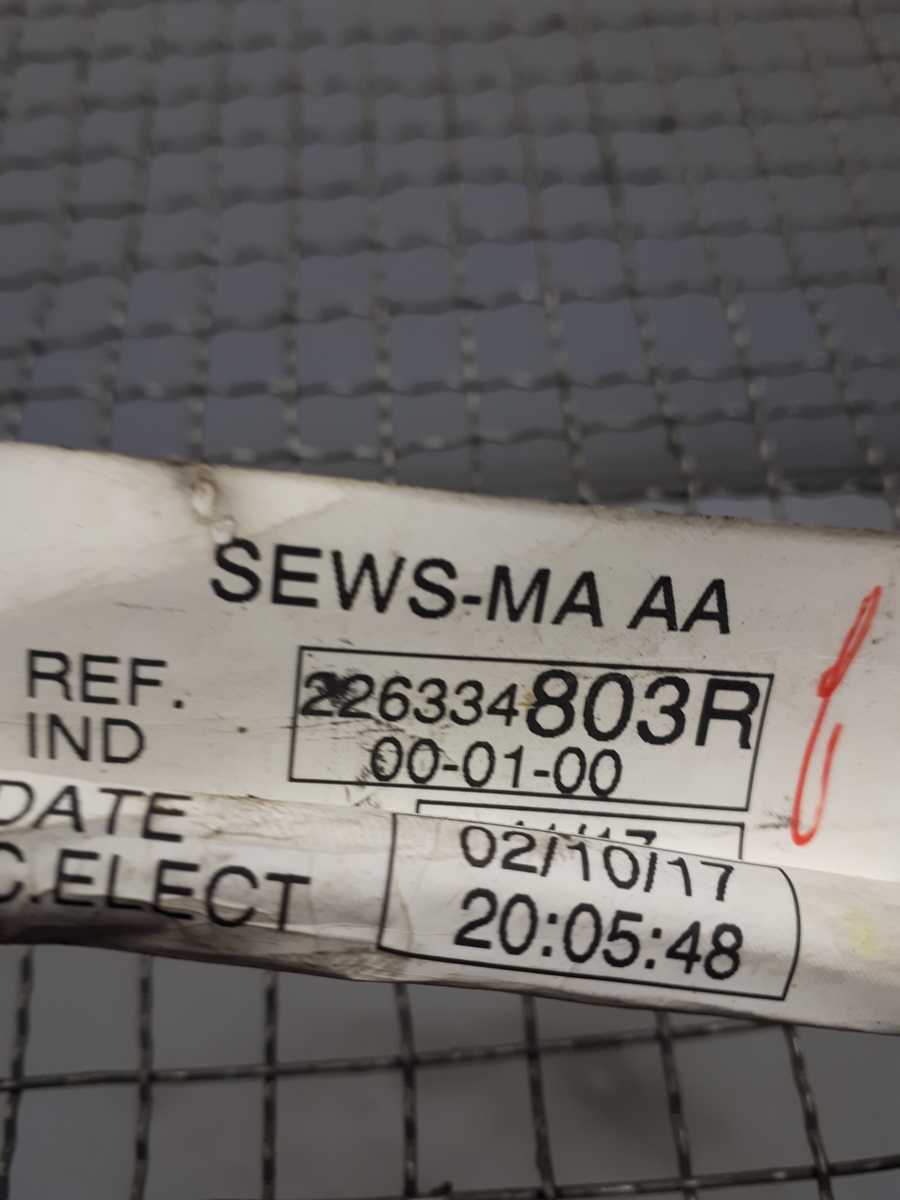 SEWS-MA AA
REF. 226334803R
IND 00-01-00
DATE
02/10/17
C.ELECT 20:05:48